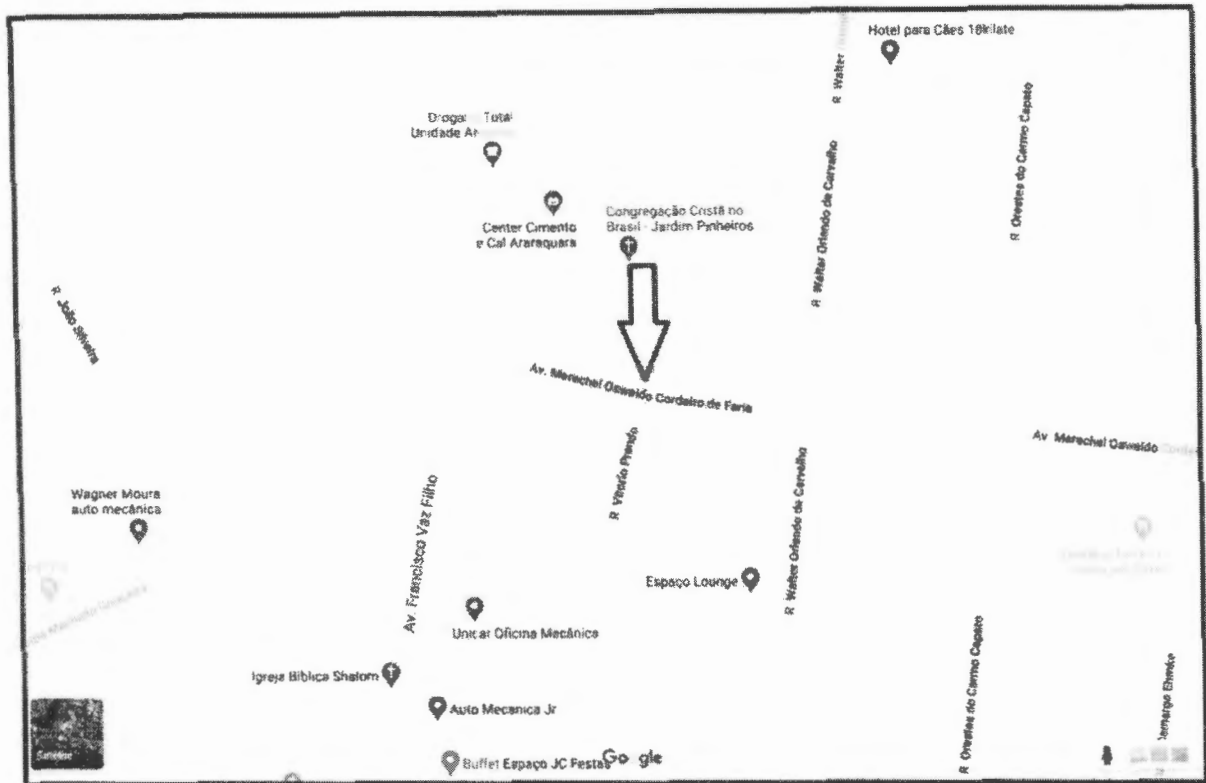 Hotel para Cães 18kilate
R. Walter
Drogaria Total
Unidade
R. Orestes do Carmo Capato
R. Walter Orlando de Carvalho
Congregação Cristã no
Brasil - Jardim Pinheiros
Center Cimento
e Cal Araraquara
R. João Silveira
Av. Marechal Oswaldo Cordeiro de Faria
Av. Marechal Oswaldo
R. Vitorio Prando
Wagner Moura
auto mecânica
Av. Francisco Vaz Filho
R. Walter Orlando de Carvalho
Espaço Lounge
Unicar Oficina Mecânica
Igreja Bíblica Shalom
Auto Mecanica Jr
R. Orestes do Carmo Capato
Buffet Espaço JC Festas
Google